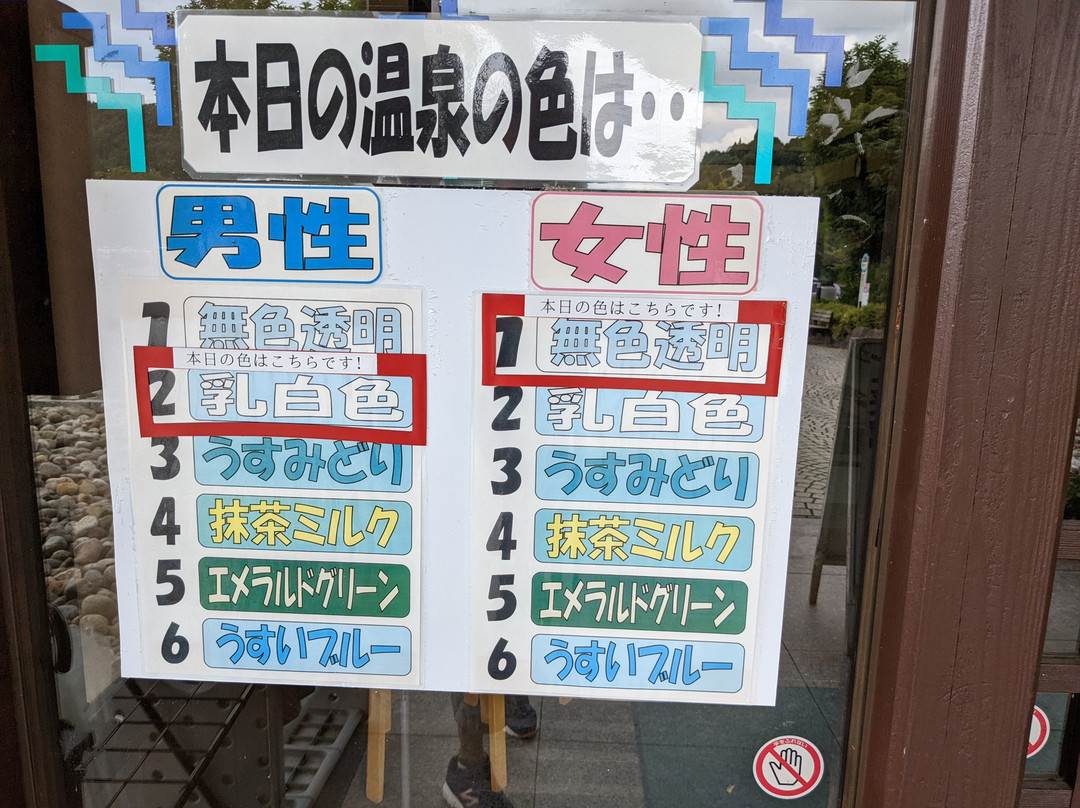 本日の温泉の色は‥
男性
1 無色透明
本日の色はこちらです!
2 乳白色
3 うすみどり
4 抹茶ミルク
5 エメラルドグリーン
6 うすいブルー
女性
本日の色はこちらです!
1 無色透明
2 乳白色
3 うすみどり
4 抹茶ミルク
5 エメラルドグリーン
6 うすいブルー